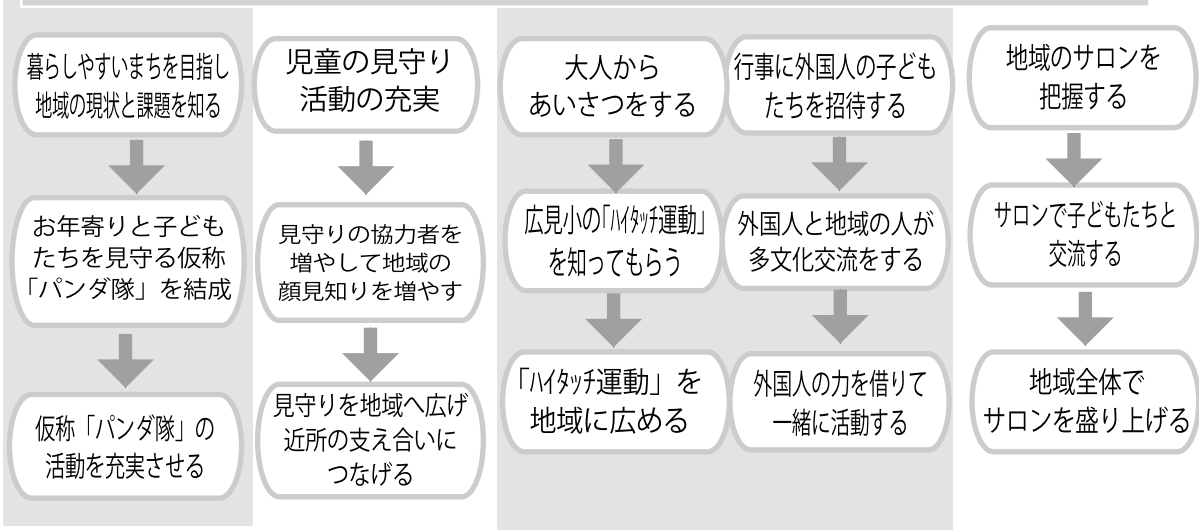 暮らしやすいまちを目指し
地域の現状と課題を知る
お年寄りと子ども
たちを見守る仮称
「パンダ隊」を結成
仮称「パンダ隊」の
活動を充実させる
児童の見守り
活動の充実
見守りの協力者を
増やして地域の
顔見知りを増やす
見守りを地域へ広げ
近所の支え合いに
つなげる
大人から
あいさつをする
広見小の「ﾊｲﾀｯﾁ運動」
を知ってもらう
「ﾊｲﾀｯﾁ運動」を
地域に広める
行事に外国人の子ども
たちを招待する
外国人と地域の人が
多文化交流をする
外国人の力を借りて
一緒に活動する
地域のサロンを
把握する
サロンで子どもたちと
交流する
地域全体で
サロンを盛り上げる